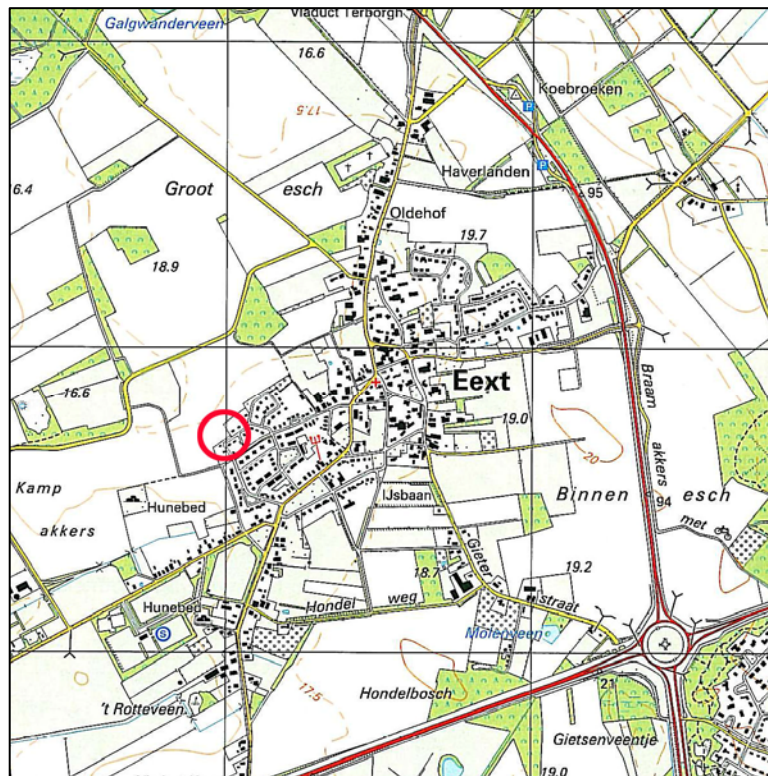 Viaduct Terborgh
Galgwanderveen
16.6
Koebroeken
P
17.5
Haverlanden
P
16.4
Groot esch
95
Oldehof
19.7
18.9
Eext
16.6
Braam
akkers
19.0
20
Kamp
akkers
Hunebed
IJsbaan
Binnen esch
94
met
Gieter
straat
18.7
19.2
Hunebed
Hondel weg
S
Molenveen
17.5
Hondelbosch
21
't Rotteveen
Gietsenveentje
19.0